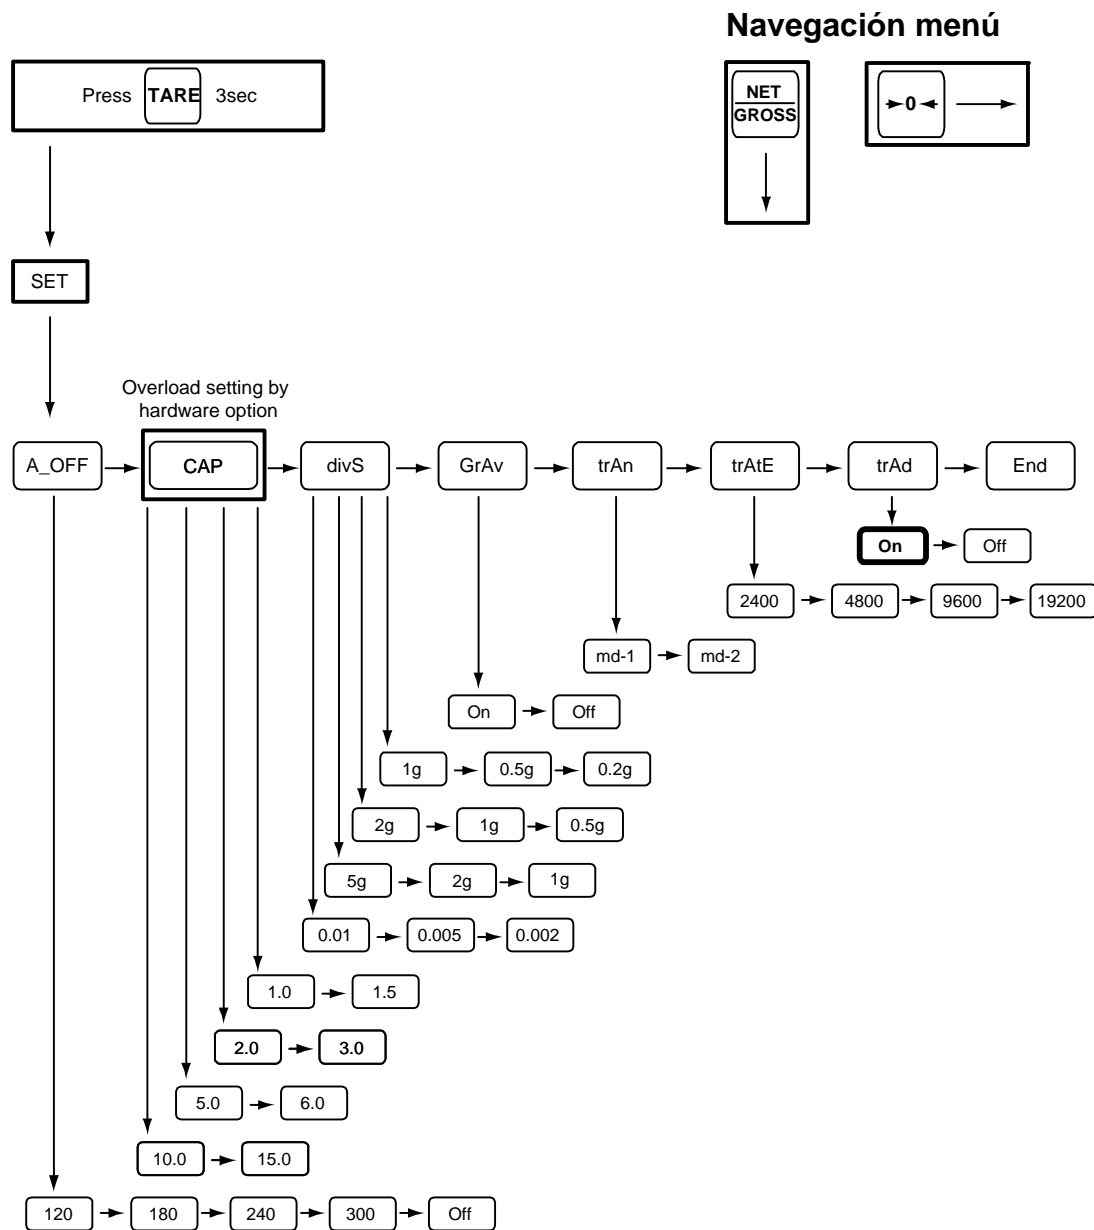 Navegación menú
Press TARE 3sec
NET
GROSS
0
SET
Overload setting by
hardware option
A_OFF CAP divS GrAv trAn trAtE trAd End
On Off
2400 4800 9600 19200
md-1 md-2
On Off
1g 0.5g 0.2g
2g 1g 0.5g
5g 2g 1g
0.01 0.005 0.002
1.0 1.5
2.0 3.0
5.0 6.0
10.0 15.0
120 180 240 300 Off